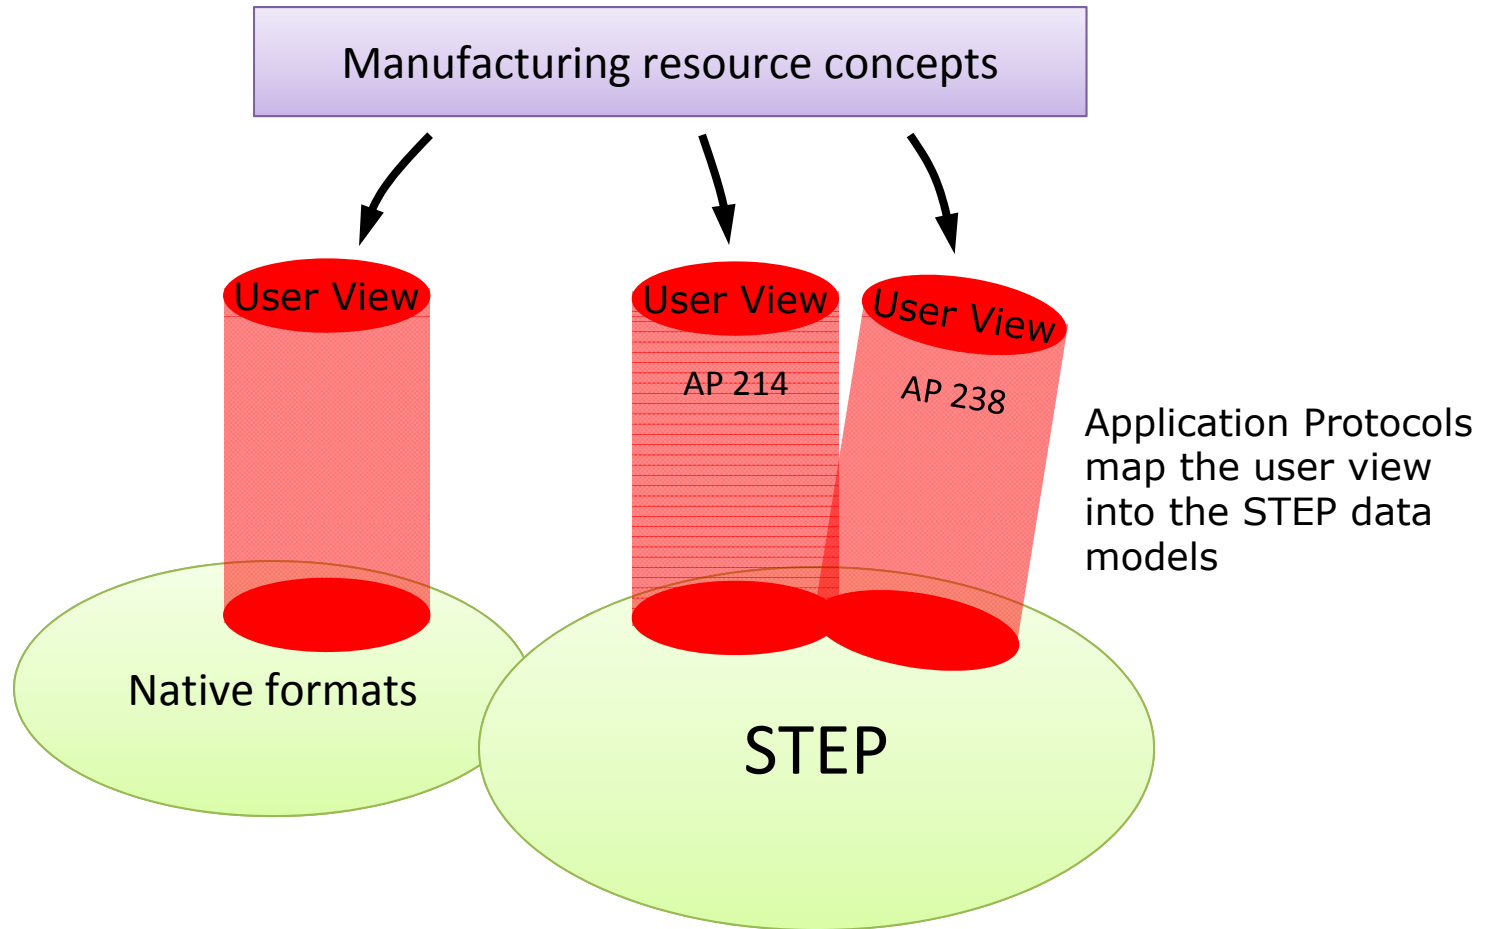 Manufacturing resource concepts
User View
User View
User View
AP 214
AP 238
Application Protocols
map the user view
into the STEP data
models
Native formats
STEP